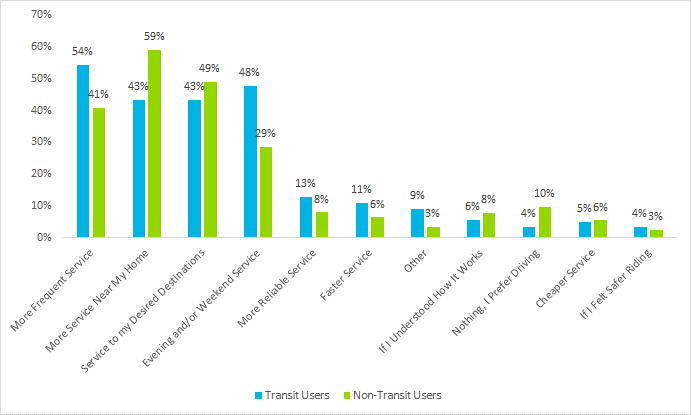 70%
60%
50%
40%
30%
20%
10%
0%
54%
41%
43%
59%
43%
49%
48%
29%
13%
8%
11%
6%
9%
3%
6%
8%
4%
10%
5%
6%
4%
3%
More Frequent Service
More Service Near My Home
Service to my Desired Destinations
Evening and/or Weekend Service
More Reliable Service
Faster Service
Other
If I Understood How It Works
Nothing, I Prefer Driving
Cheaper Service
If I Felt Safer Riding
Transit Users
Non-Transit Users